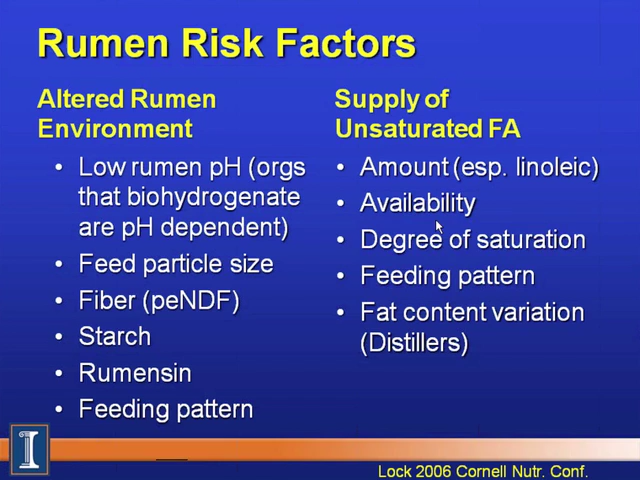 Rumen Risk Factors
Altered Rumen
Environment
• Low rumen pH (orgs
that biohydrogenate
are pH dependent)
• Feed particle size
• Fiber (peNDF)
• Starch
• Rumensin
• Feeding pattern
Supply of
Unsaturated FA
• Amount (esp. linoleic)
• Availability
• Degree of saturation
• Feeding pattern
• Fat content variation
(Distillers)
I
Lock 2006 Cornell Nutr. Conf.